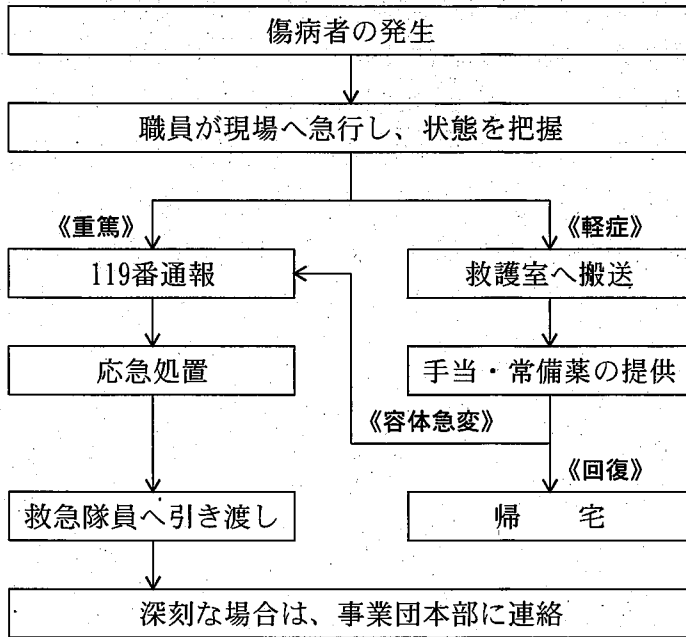 傷病者の発生
職員が現場へ急行し、状態を把握
《重篤》
《軽症》
119番通報
救護室へ搬送
応急処置
手当・常備薬の提供
《容体急変》
《回復》
救急隊員へ引き渡し
帰　宅
深刻な場合は、事業団本部に連絡